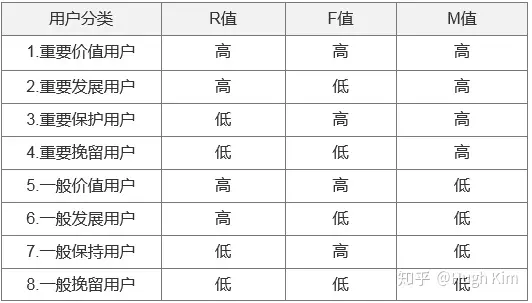 用户分类 R值 F值 M值
1.重要价值用户 高 高 高
2.重要发展用户 高 低 高
3.重要保护用户 低 高 高
4.重要挽留用户 低 低 高
5.一般价值用户 高 高 低
6.一般发展用户 高 低 低
7.一般保持用户 低 高 低
8.一般挽留用户 低 低 低
知乎 @Hugh Kim